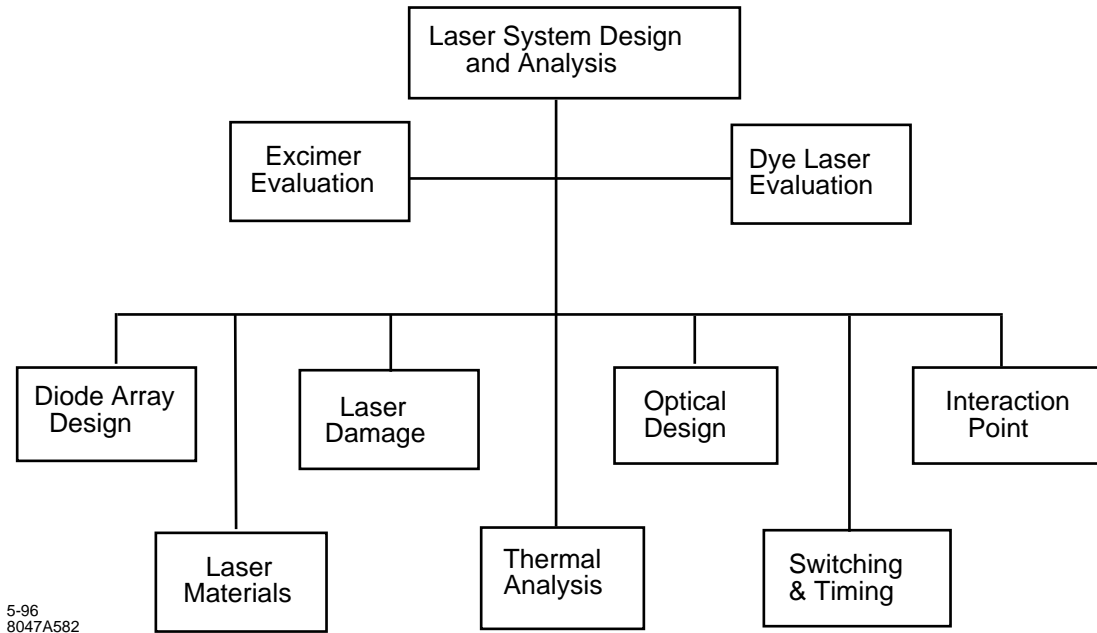 Laser System Design
and Analysis
Excimer
Evaluation
Dye Laser
Evaluation
Diode Array
Design
Laser
Damage
Optical
Design
Interaction
Point
Laser
Materials
Thermal
Analysis
Switching
& Timing
5-96
8047A582